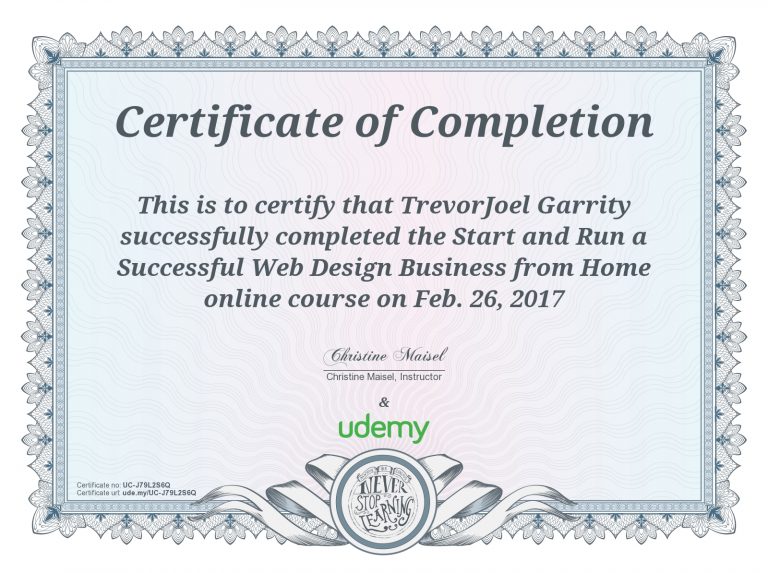 Certificate of Completion
This is to certify that TrevorJoel Garrity
successfully completed the Start and Run a
Successful Web Design Business from Home
online course on Feb. 26, 2017
Christine Maisel
Christine Maisel, Instructor
&
udemy
Certificate no: UC-J79L2S6Q
Certificate url: ude.my/UC-J79L2S6Q
NEVER
STOP
LEARNING